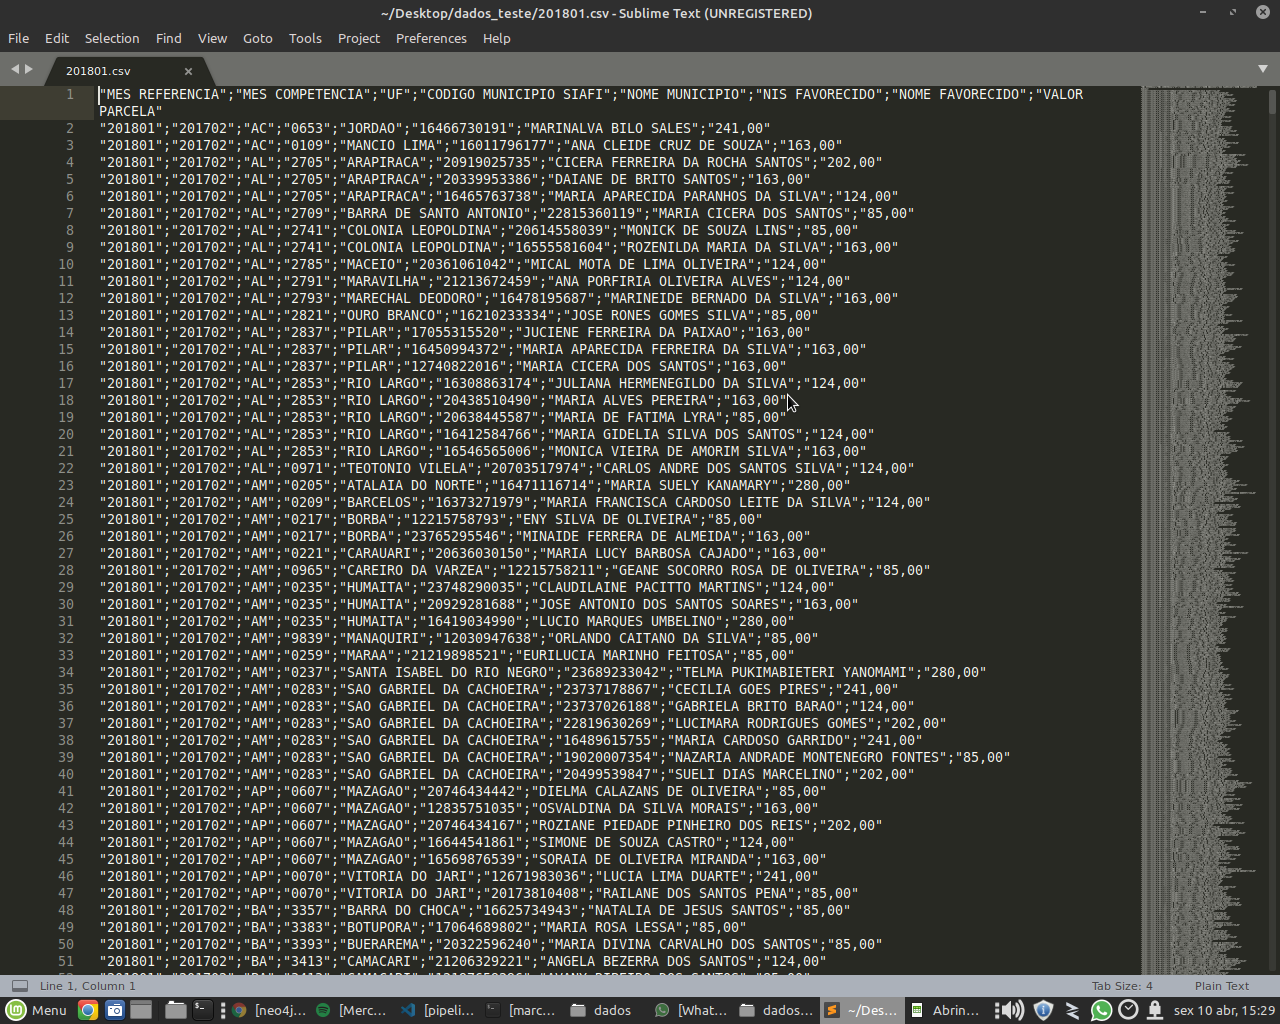 ~/Desktop/dados_teste/201801.csv - Sublime Text (UNREGISTERED)
File Edit Selection Find View Goto Tools Project Preferences Help
201801.csv
1 "MES REFERENCIA";"MES COMPETENCIA";"UF";"CODIGO MUNICIPIO SIAFI";"NOME MUNICIPIO";"NIS FAVORECIDO";"NOME FAVORECIDO";"VALOR
PARCELA"
2 "201801";"201702";"AC";"0653";"JORDAO";"16466730191";"MARINALVA BILO SALES";"241,00"
3 "201801";"201702";"AC";"0109";"MANCIO LIMA";"16011796177";"ANA CLEIDE CRUZ DE SOUZA";"163,00"
4 "201801";"201702";"AL";"2705";"ARAPIRACA";"20919025735";"CICERA FERREIRA DA ROCHA SANTOS";"202,00"
5 "201801";"201702";"AL";"2705";"ARAPIRACA";"20339953386";"DAIANE DE BRITO SANTOS";"163,00"
6 "201801";"201702";"AL";"2705";"ARAPIRACA";"16465763738";"MARIA APARECIDA PARANHOS DA SILVA";"124,00"
7 "201801";"201702";"AL";"2709";"BARRA DE SANTO ANTONIO";"22815360119";"MARIA CICERA DOS SANTOS";"85,00"
8 "201801";"201702";"AL";"2741";"COLONIA LEOPOLDINA";"20614558039";"MONICK DE SOUZA LINS";"85,00"
9 "201801";"201702";"AL";"2741";"COLONIA LEOPOLDINA";"16555581604";"ROZENILDA MARIA DA SILVA";"163,00"
10 "201801";"201702";"AL";"2785";"MACEIO";"20361061042";"MICAL MOTA DE LIMA OLIVEIRA";"124,00"
11 "201801";"201702";"AL";"2791";"MARAVILHA";"21213672459";"ANA PORFIRIA OLIVEIRA ALVES";"124,00"
12 "201801";"201702";"AL";"2793";"MARECHAL DEODORO";"16478195687";"MARINEIDE BERNADO DA SILVA";"163,00"
13 "201801";"201702";"AL";"2821";"OURO BRANCO";"16210233334";"JOSE RONES GOMES SILVA";"85,00"
14 "201801";"201702";"AL";"2837";"PILAR";"17055315520";"JUCIENE FERREIRA DA PAIXAO";"163,00"
15 "201801";"201702";"AL";"2837";"PILAR";"16450994372";"MARIA APARECIDA FERREIRA DA SILVA";"163,00"
16 "201801";"201702";"AL";"2837";"PILAR";"12740822016";"MARIA CICERA DOS SANTOS";"163,00"
17 "201801";"201702";"AL";"2853";"RIO LARGO";"16308863174";"JULIANA HERMENEGILDO DA SILVA";"124,00"
18 "201801";"201702";"AL";"2853";"RIO LARGO";"20438510490";"MARIA ALVES PEREIRA";"163,00"
19 "201801";"201702";"AL";"2853";"RIO LARGO";"20638445587";"MARIA DE FATIMA LYRA";"85,00"
20 "201801";"201702";"AL";"2853";"RIO LARGO";"16412584766";"MARIA GIDELIA SILVA DOS SANTOS";"124,00"
21 "201801";"201702";"AL";"2853";"RIO LARGO";"16546565006";"MONICA VIEIRA DE AMORIM SILVA";"163,00"
22 "201801";"201702";"AL";"0971";"TEOTONIO VILELA";"20703517974";"CARLOS ANDRE DOS SANTOS SILVA";"124,00"
23 "201801";"201702";"AM";"0205";"ATALAIA DO NORTE";"16471116714";"MARIA SUELY KANAMARY";"280,00"
24 "201801";"201702";"AM";"0209";"BARCELOS";"16373271979";"MARIA FRANCISCA CARDOSO LEITE DA SILVA";"124,00"
25 "201801";"201702";"AM";"0217";"BORBA";"12215758793";"ENY SILVA DE OLIVEIRA";"85,00"
26 "201801";"201702";"AM";"0217";"BORBA";"23765295546";"MINAIDE FERRERA DE ALMEIDA";"163,00"
27 "201801";"201702";"AM";"0221";"CARAUARI";"20636030150";"MARIA LUCY BARBOSA CAJADO";"163,00"
28 "201801";"201702";"AM";"0965";"CAREIRO DA VARZEA";"12215758211";"GEANE SOCORRO ROSA DE OLIVEIRA";"85,00"
29 "201801";"201702";"AM";"0235";"HUMAITA";"23748290035";"CLAUDILAINE PACITTO MARTINS";"124,00"
30 "201801";"201702";"AM";"0235";"HUMAITA";"20929281688";"JOSE ANTONIO DOS SANTOS SOARES";"163,00"
31 "201801";"201702";"AM";"0235";"HUMAITA";"16419034990";"LUCIO MARQUES UMBELINO";"280,00"
32 "201801";"201702";"AM";"9839";"MANAQUIRI";"12030947638";"ORLANDO CAITANO DA SILVA";"85,00"
33 "201801";"201702";"AM";"0259";"MARAA";"21219898521";"EURILUCIA MARINHO FEITOSA";"85,00"
34 "201801";"201702";"AM";"0237";"SANTA ISABEL DO RIO NEGRO";"23689233042";"TELMA PUKIMABIETERI YANOMAMI";"280,00"
35 "201801";"201702";"AM";"0283";"SAO GABRIEL DA CACHOEIRA";"23737178867";"CECILIA GOES PIRES";"241,00"
36 "201801";"201702";"AM";"0283";"SAO GABRIEL DA CACHOEIRA";"23737026188";"GABRIELA BRITO BARAO";"124,00"
37 "201801";"201702";"AM";"0283";"SAO GABRIEL DA CACHOEIRA";"22819630269";"LUCIMARA RODRIGUES GOMES";"202,00"
38 "201801";"201702";"AM";"0283";"SAO GABRIEL DA CACHOEIRA";"16489615755";"MARIA CARDOSO GARRIDO";"241,00"
39 "201801";"201702";"AM";"0283";"SAO GABRIEL DA CACHOEIRA";"19020007354";"NAZARIA ANDRADE MONTENEGRO FONTES";"85,00"
40 "201801";"201702";"AM";"0283";"SAO GABRIEL DA CACHOEIRA";"20499539847";"SUELI DIAS MARCELINO";"202,00"
41 "201801";"201702";"AP";"0607";"MAZAGAO";"20746434442";"DIELMA CALAZANS DE OLIVEIRA";"85,00"
42 "201801";"201702";"AP";"0607";"MAZAGAO";"12835751035";"OSVALDINA DA SILVA MORAIS";"163,00"
43 "201801";"201702";"AP";"0607";"MAZAGAO";"20746434167";"ROZIANE PIEDADE PINHEIRO DOS REIS";"202,00"
44 "201801";"201702";"AP";"0607";"MAZAGAO";"16644541861";"SIMONE DE SOUZA CASTRO";"124,00"
45 "201801";"201702";"AP";"0607";"MAZAGAO";"16569876539";"SORAIA DE OLIVEIRA MIRANDA";"163,00"
46 "201801";"201702";"AP";"0070";"VITORIA DO JARI";"12671983036";"LUCIA LIMA DUARTE";"241,00"
47 "201801";"201702";"AP";"0070";"VITORIA DO JARI";"20173810408";"RAILANE DOS SANTOS PENA";"85,00"
48 "201801";"201702";"BA";"3357";"BARRA DO CHOCA";"16625734943";"NATALIA DE JESUS SANTOS";"85,00"
49 "201801";"201702";"BA";"3383";"BOTUPORA";"17064689802";"MARIA ROSA LESSA";"85,00"
50 "201801";"201702";"BA";"3393";"BUERAREMA";"20322596240";"MARIA DIVINA CARVALHO DOS SANTOS";"85,00"
51 "201801";"201702";"BA";"3413";"CAMACARI";"21206329221";"ANGELA BEZERRA DOS SANTOS";"124,00"
Line 1, Column 1 Tab Size: 4 Plain Text
Menu [neo4j... [Merc... [pipeli... [marc... dados [What... dados... ~/Des... Abrin... sex 10 abr, 15:29